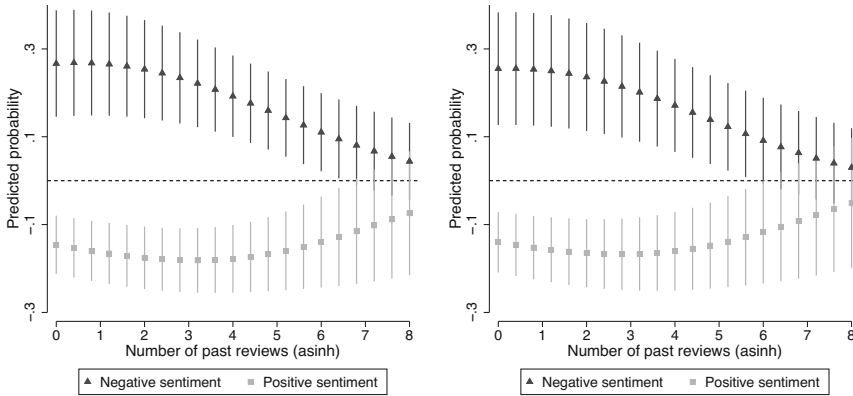 Predicted probability
.3
.1
-.1
-.3
0 1 2 3 4 5 6 7 8
Number of past reviews (asinh)
Negative sentiment Positive sentiment
Predicted probability
.3
.1
-.1
-.3
0 1 2 3 4 5 6 7 8
Number of past reviews (asinh)
Negative sentiment Positive sentiment